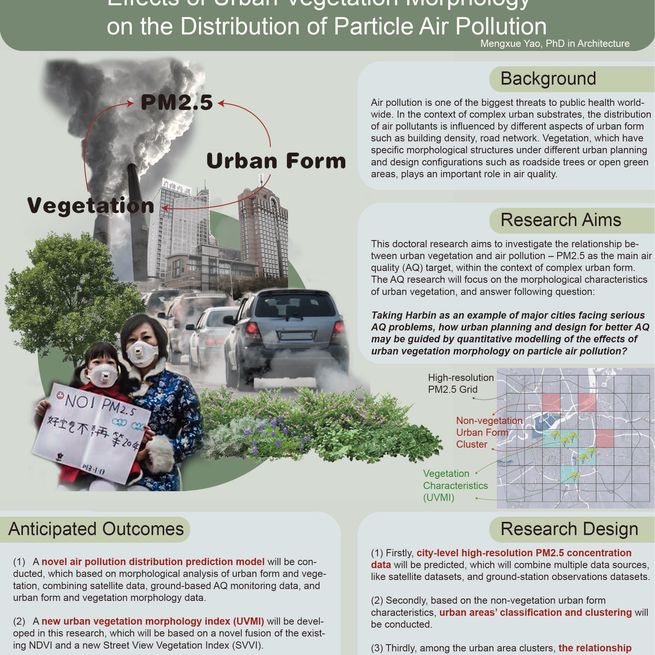 Effects of Urban Vegetation Morphology
on the Distribution of Particle Air Pollution
Mengxue Yao, PhD in Architecture
PM2.5
Urban Form
Vegetation
NO! PM2.5
2013.1.13
Background
Air pollution is one of the biggest threats to public health world-
wide. In the context of complex urban substrates, the distribution
of air pollutants is influenced by different aspects of urban form
such as building density, road network. Vegetation, which have
specific morphological structures under different urban planning
and design configurations such as roadside trees or open green
areas, plays an important role in air quality.
Research Aims
This doctoral research aims to investigate the relationship be-
tween urban vegetation and air pollution – PM2.5 as the main air
quality (AQ) target, within the context of complex urban form.
The AQ research will focus on the morphological characteristics
of urban vegetation, and answer following question:
Taking Harbin as an example of major cities facing serious
AQ problems, how urban planning and design for better AQ
may be guided by quantitative modelling of the effects of
urban vegetation morphology on particle air pollution?
High-resolution
PM2.5 Grid
Non-vegetation
Urban Form
Cluster
Vegetation
Characteristics
(UVMI)
Anticipated Outcomes
(1) A novel air pollution distribution prediction model will be con-
ducted, which based on morphological analysis of urban form and vege-
tation, combining satellite data, ground-based AQ monitoring data, and
urban form and vegetation morphology data.
(2) A new urban vegetation morphology index (UVMI) will be devel-
oped in this research, which will be based on a novel fusion of the exist-
ing NDVI and a new Street View Vegetation Index (SVVI).
Research Design
(1) Firstly, city-level high-resolution PM2.5 concentration
data will be predicted, which will combine multiple data sources,
like satellite datasets, and ground-station observations datasets.
(2) Secondly, based on the non-vegetation urban form
characteristics, urban areas' classification and clustering will
be conducted.
(3) Thirdly, among the urban area clusters, the relationship